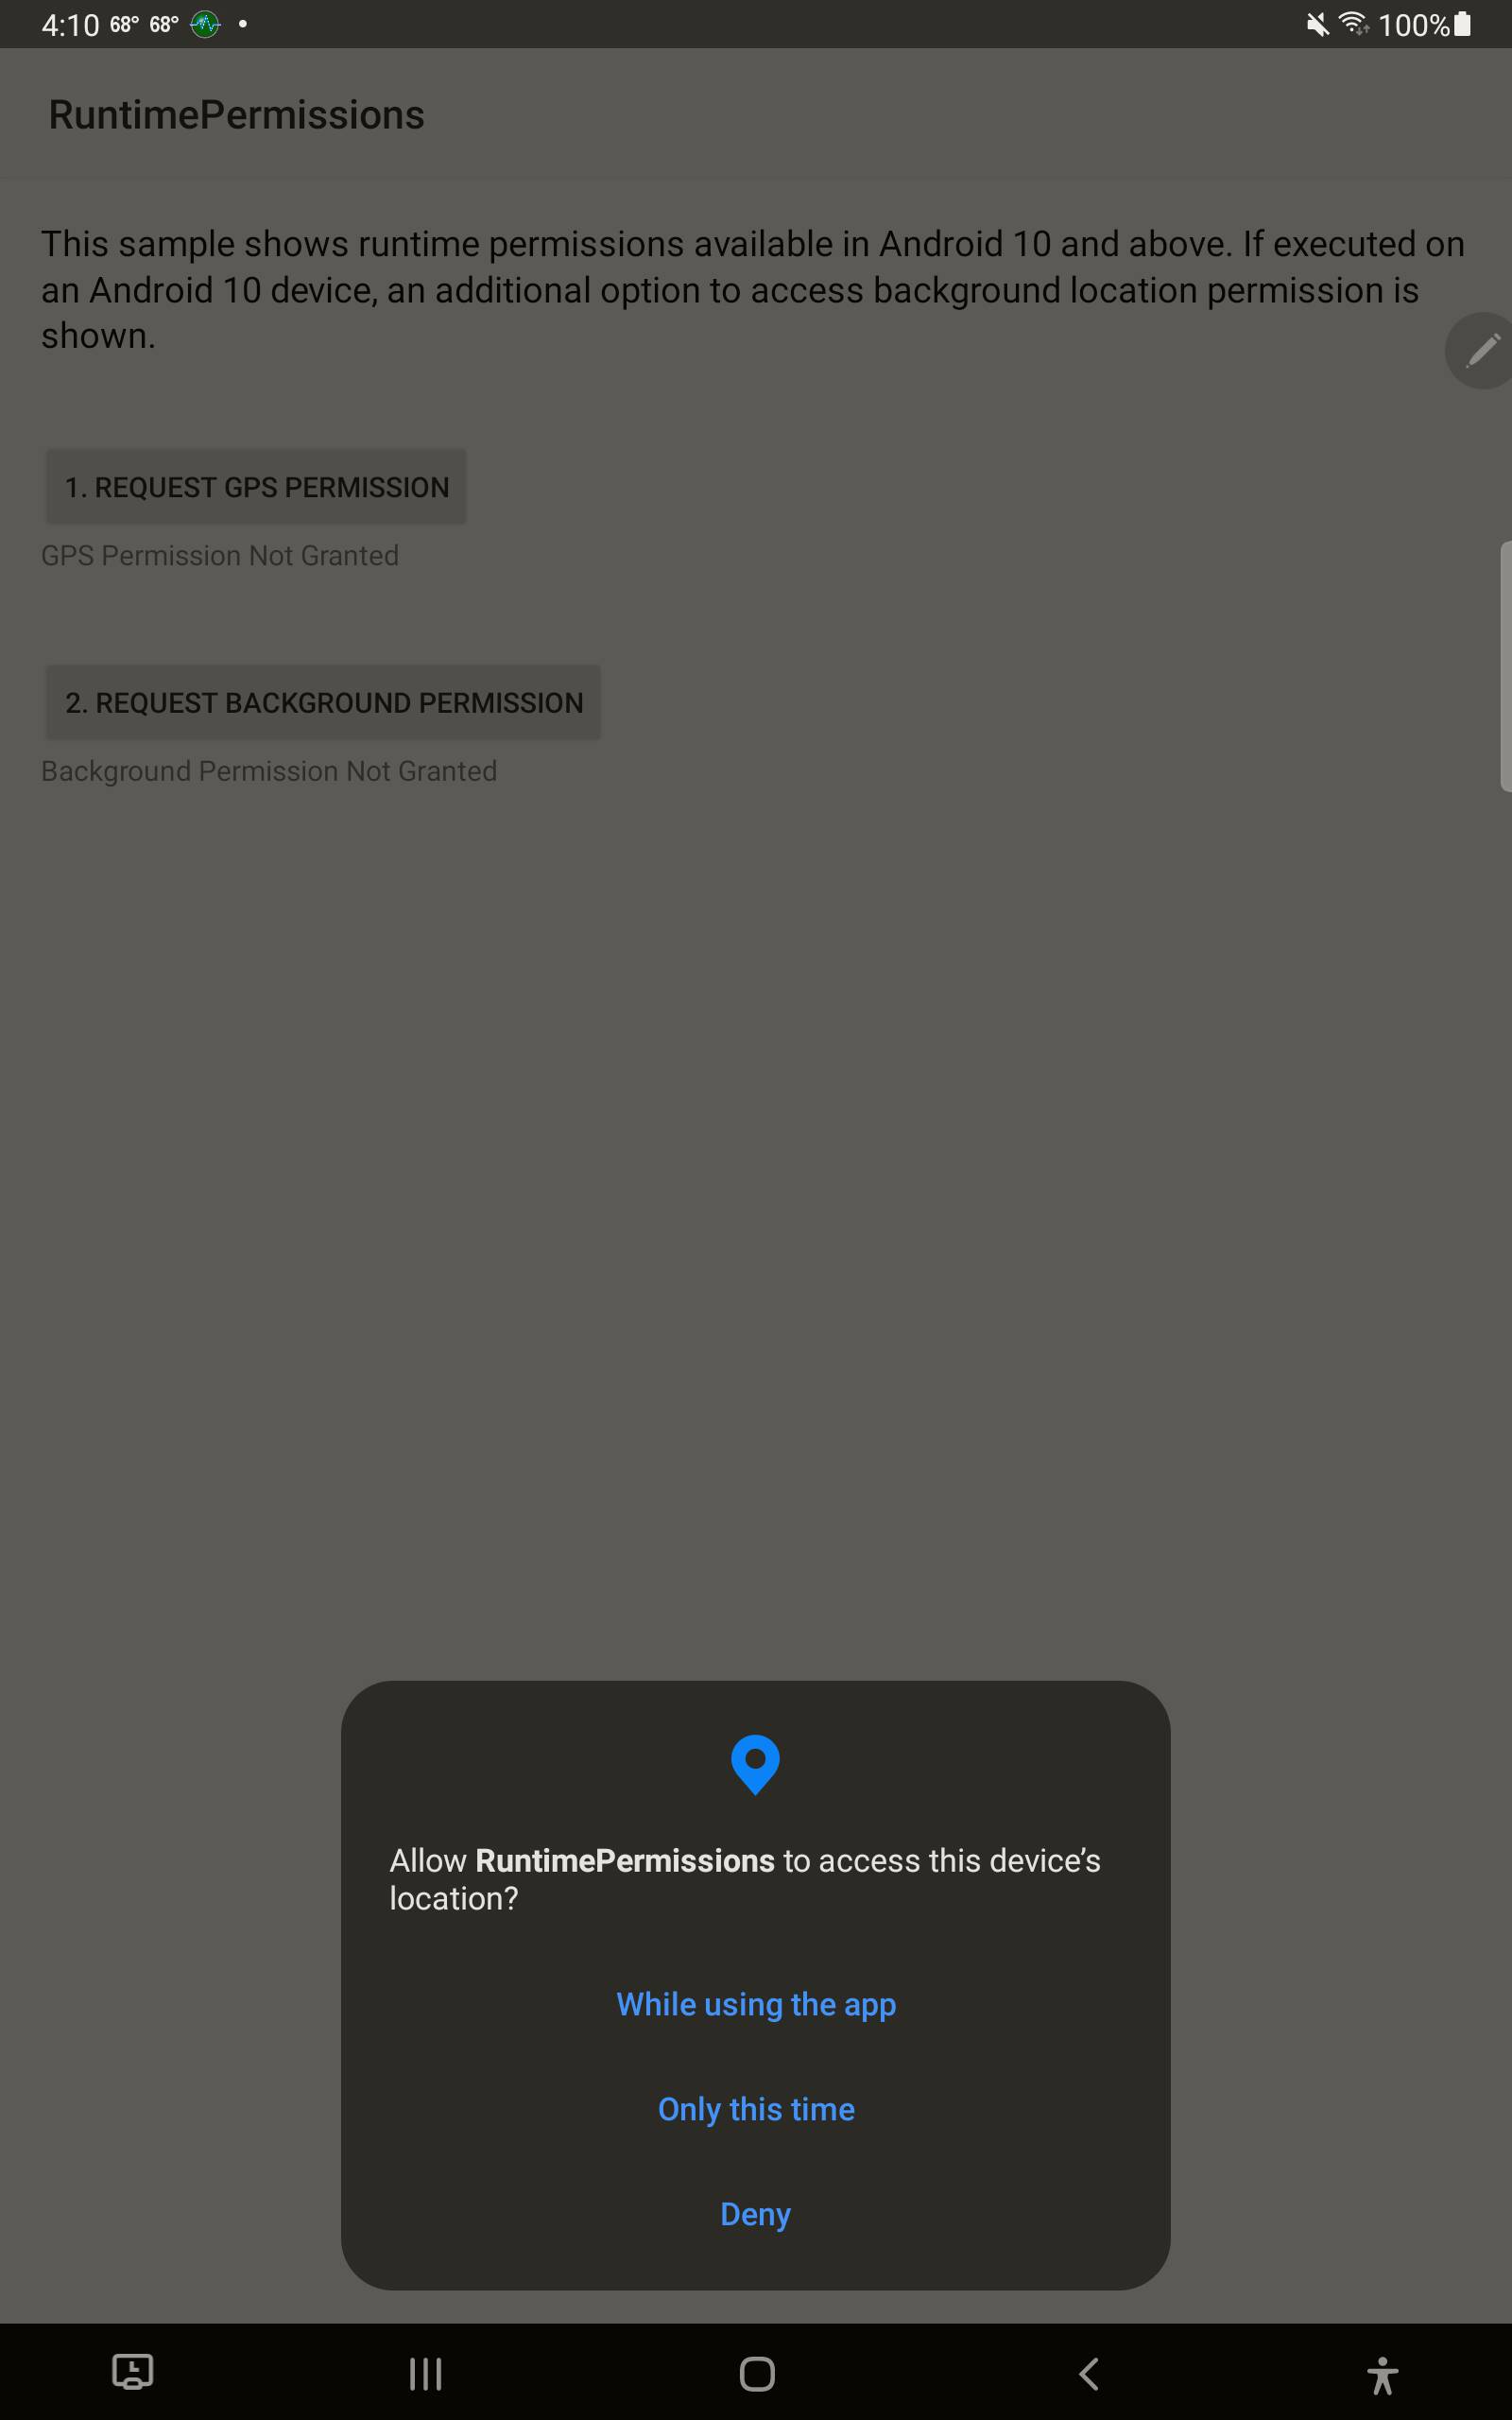 4:10 68° 68° 100%
RuntimePermissions
This sample shows runtime permissions available in Android 10 and above. If executed on
an Android 10 device, an additional option to access background location permission is
shown.
1. REQUEST GPS PERMISSION
GPS Permission Not Granted
2. REQUEST BACKGROUND PERMISSION
Background Permission Not Granted
Allow RuntimePermissions to access this device’s
location?
While using the app
Only this time
Deny